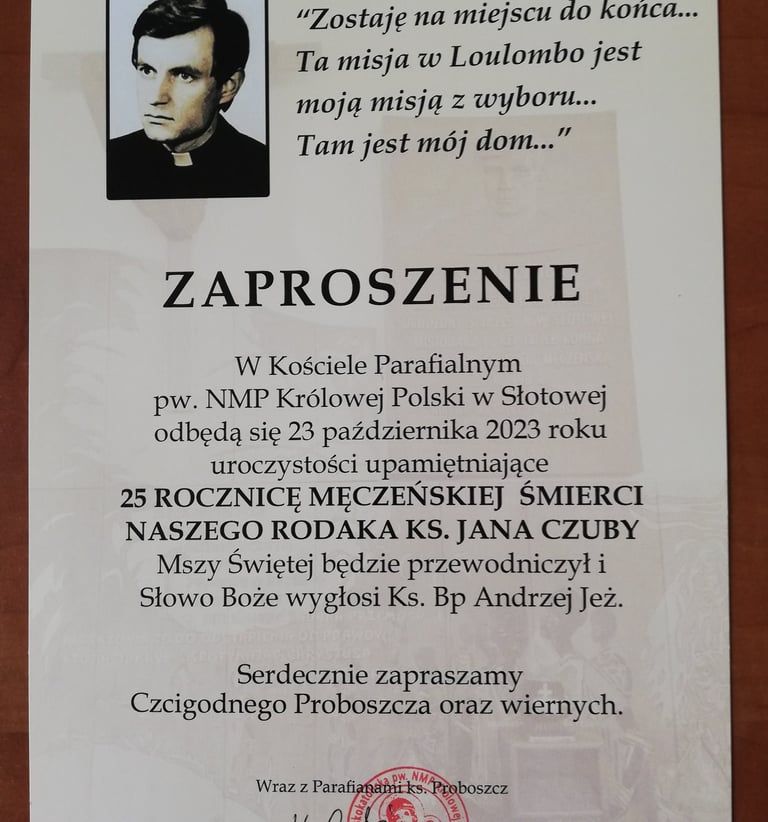 “Zostaję na miejscu do końca...
Ta misja w Loulombo jest
moją misją z wyboru...
Tam jest mój dom...”
ZAPROSZENIE
W Kościele Parafialnym
pw. NMP Królowej Polski w Słotowej
odbędą się 23 października 2023 roku
uroczystości upamiętniające
25 ROCZNICĘ MĘCZEŃSKIEJ ŚMIERCI
NASZEGO RODAKA KS. JANA CZUBY
Mszy Świętej będzie przewodniczył i
Słowo Boże wygłosi Ks. Bp Andrzej Jeż.
Serdecznie zapraszamy
Czcigodnego Proboszcza oraz wiernych.
Wraz z Parafianami ks. Proboszcz
pw. NMP